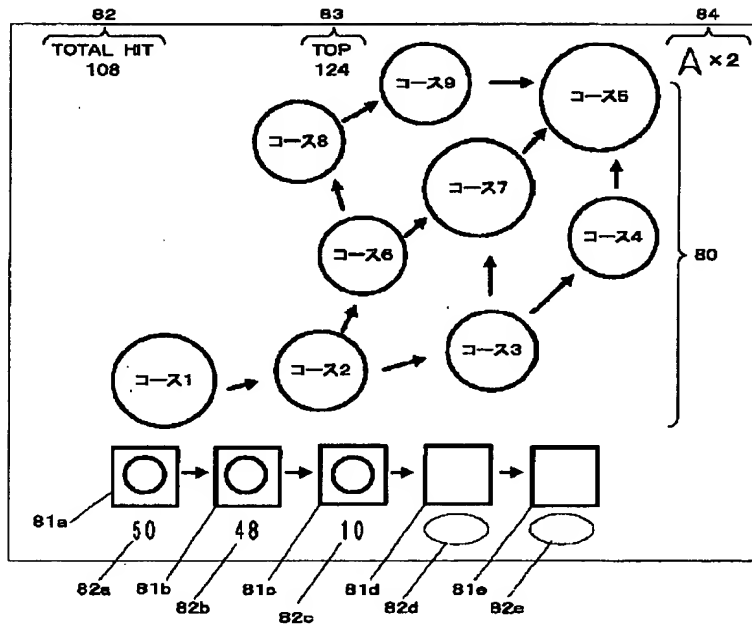 82
83
84
TOTAL HIT
108
TOP
124
A×2
コース9
コース5
コース8
コース7
コース6
コース4
80
コース3
コース2
コース1
81a
50
48
10
82a
81b
82b
81c
82c
81d
82d
81e
82e